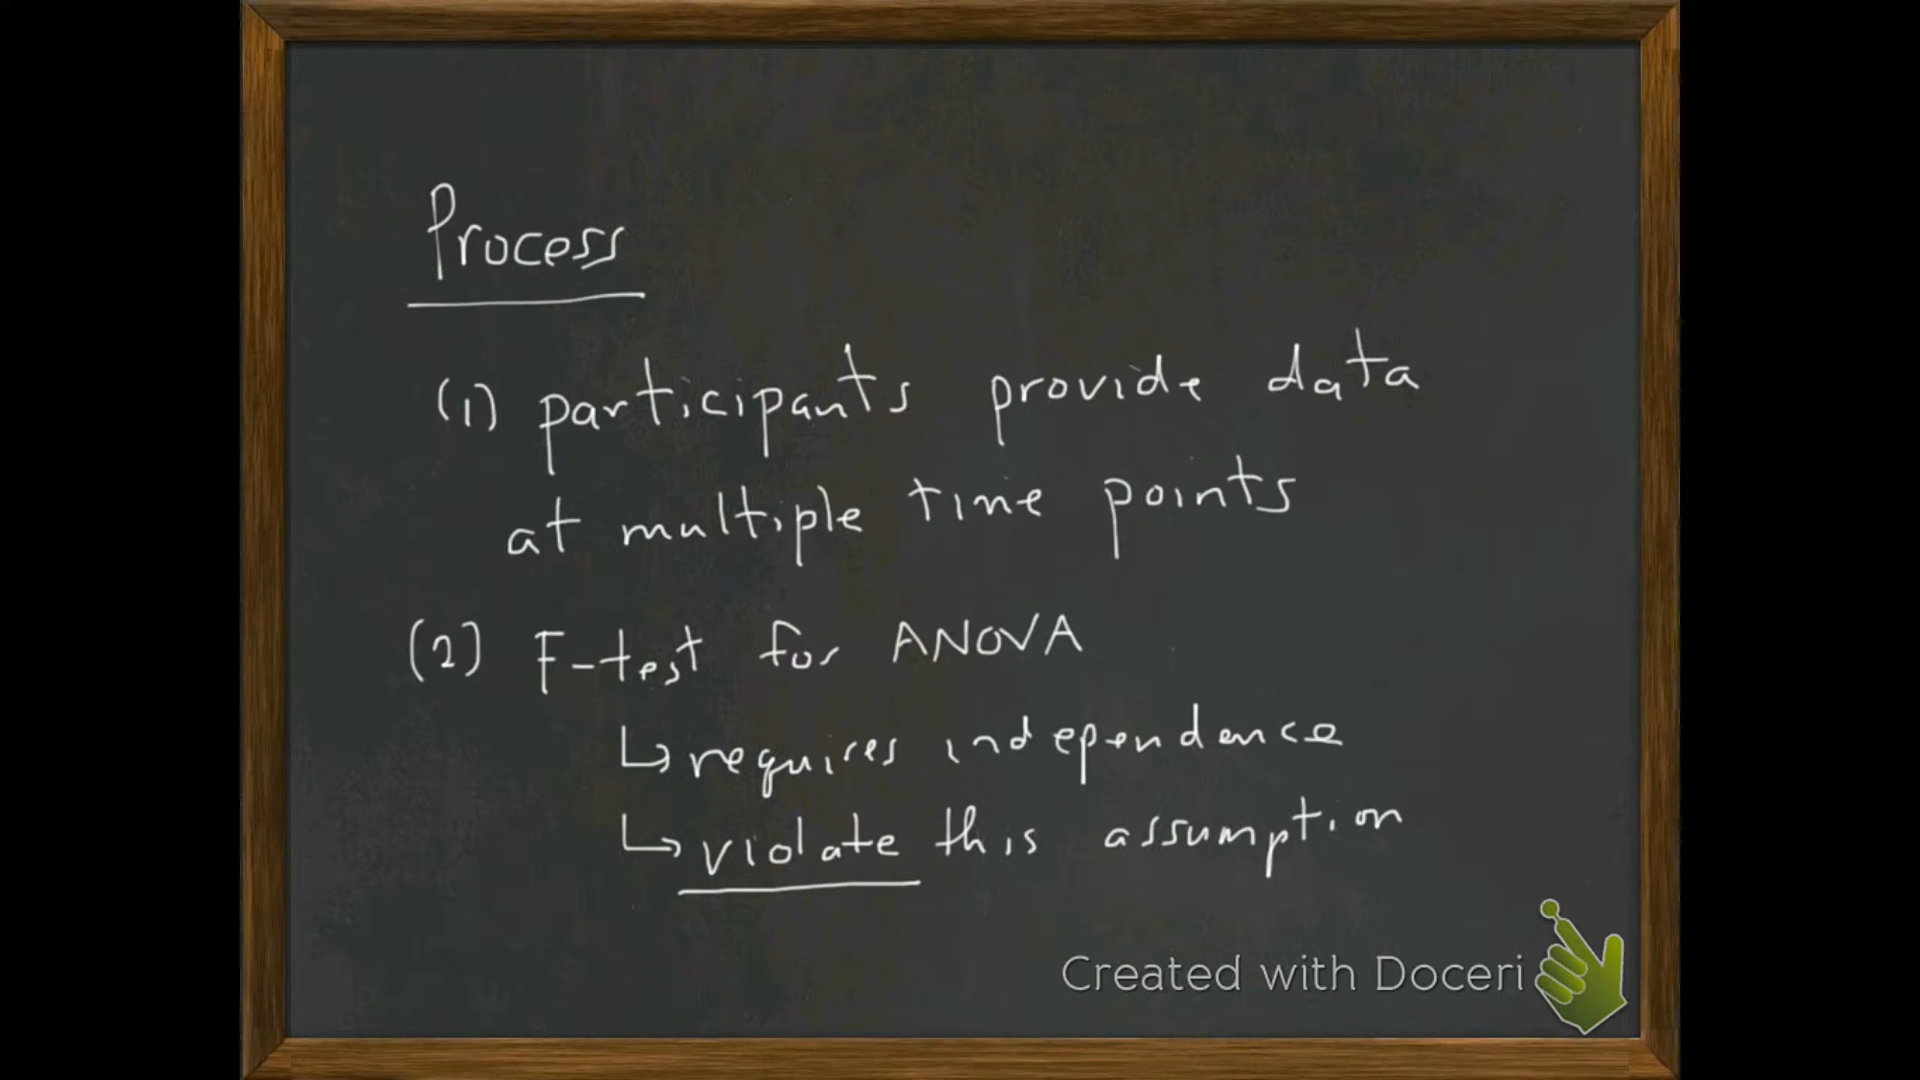 Process
(1) participants provide data
at multiple time points
(2) F-test for ANOVA
↳ requires independence
↳ violate this assumption
Created with Doceri